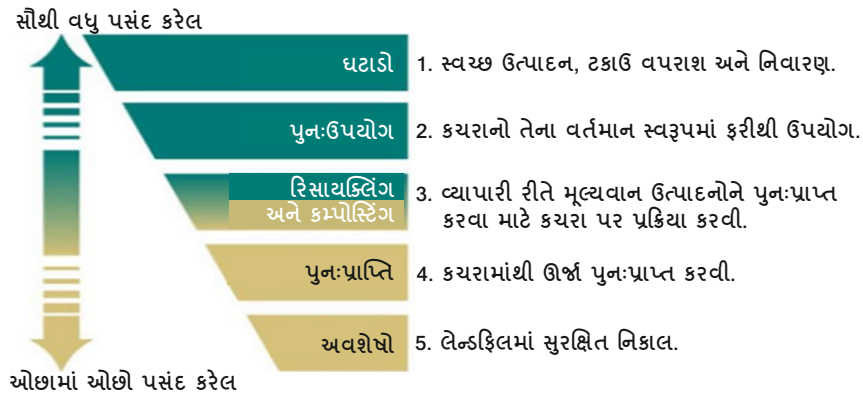 સૌથી વધુ પસંદ કરેલ
ઘટાડો
1. સ્વચ્છ ઉત્પાદન, ટકાઉ વપરાશ અને નિવારણ.
પુનઃઉપયોગ
2. કચરાનો તેના વર્તમાન સ્વરૂપમાં ફરીથી ઉપયોગ.
રિસાયક્લિંગ
અને કમ્પોસ્ટિંગ
3. વ્યાપારી રીતે મૂલ્યવાન ઉત્પાદનોને પુનઃપ્રાપ્ત
કરવા માટે કચરા પર પ્રક્રિયા કરવી.
પુનઃપ્રાપ્તિ
4. કચરામાંથી ઊર્જા પુનઃપ્રાપ્ત કરવી.
અવશેષો
5. લેન્ડફિલમાં સુરક્ષિત નિકાલ.
ઓછામાં ઓછો પસંદ કરેલ